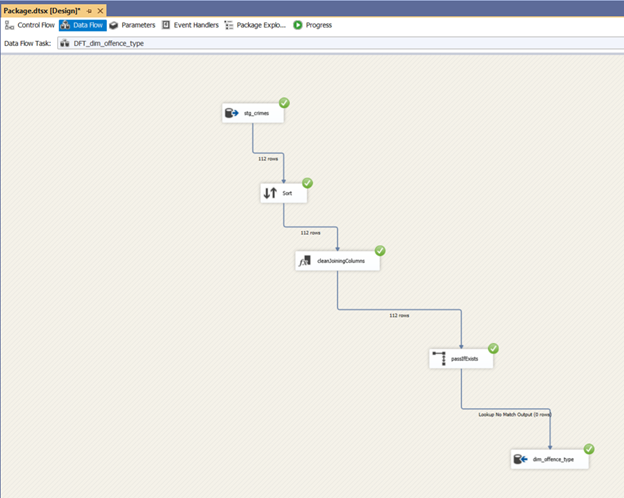 Package.dtsx [Design]*
Control Flow Data Flow Parameters Event Handlers Package Explo... Progress
Data Flow Task: DFT_dim_offence_type
stg_crimes
112 rows
Sort
112 rows
cleanJoiningColumns
112 rows
passIfExists
Lookup No Match Output (0 rows)
dim_offence_type